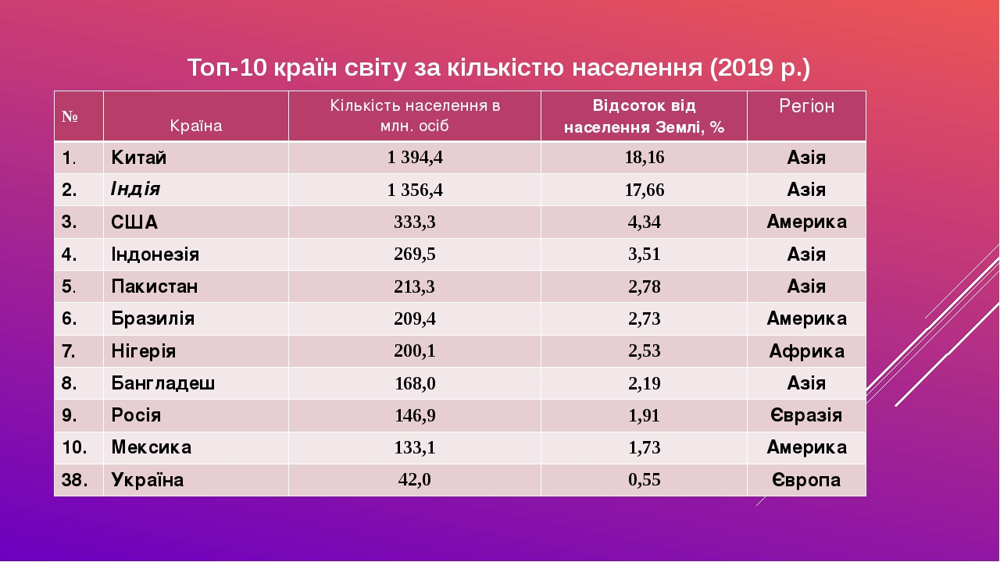 Топ-10 країн світу за кількістю населення (2019 р.)
№ Країна Кількість населення в млн. осіб Відсоток від населення Землі, % Регіон
1. Китай 1 394,4 18,16 Азія
2. Індія 1 356,4 17,66 Азія
3. США 333,3 4,34 Америка
4. Індонезія 269,5 3,51 Азія
5. Пакистан 213,3 2,78 Азія
6. Бразилія 209,4 2,73 Америка
7. Нігерія 200,1 2,53 Африка
8. Бангладеш 168,0 2,19 Азія
9. Росія 146,9 1,91 Євразія
10. Мексика 133,1 1,73 Америка
38. Україна 42,0 0,55 Європа